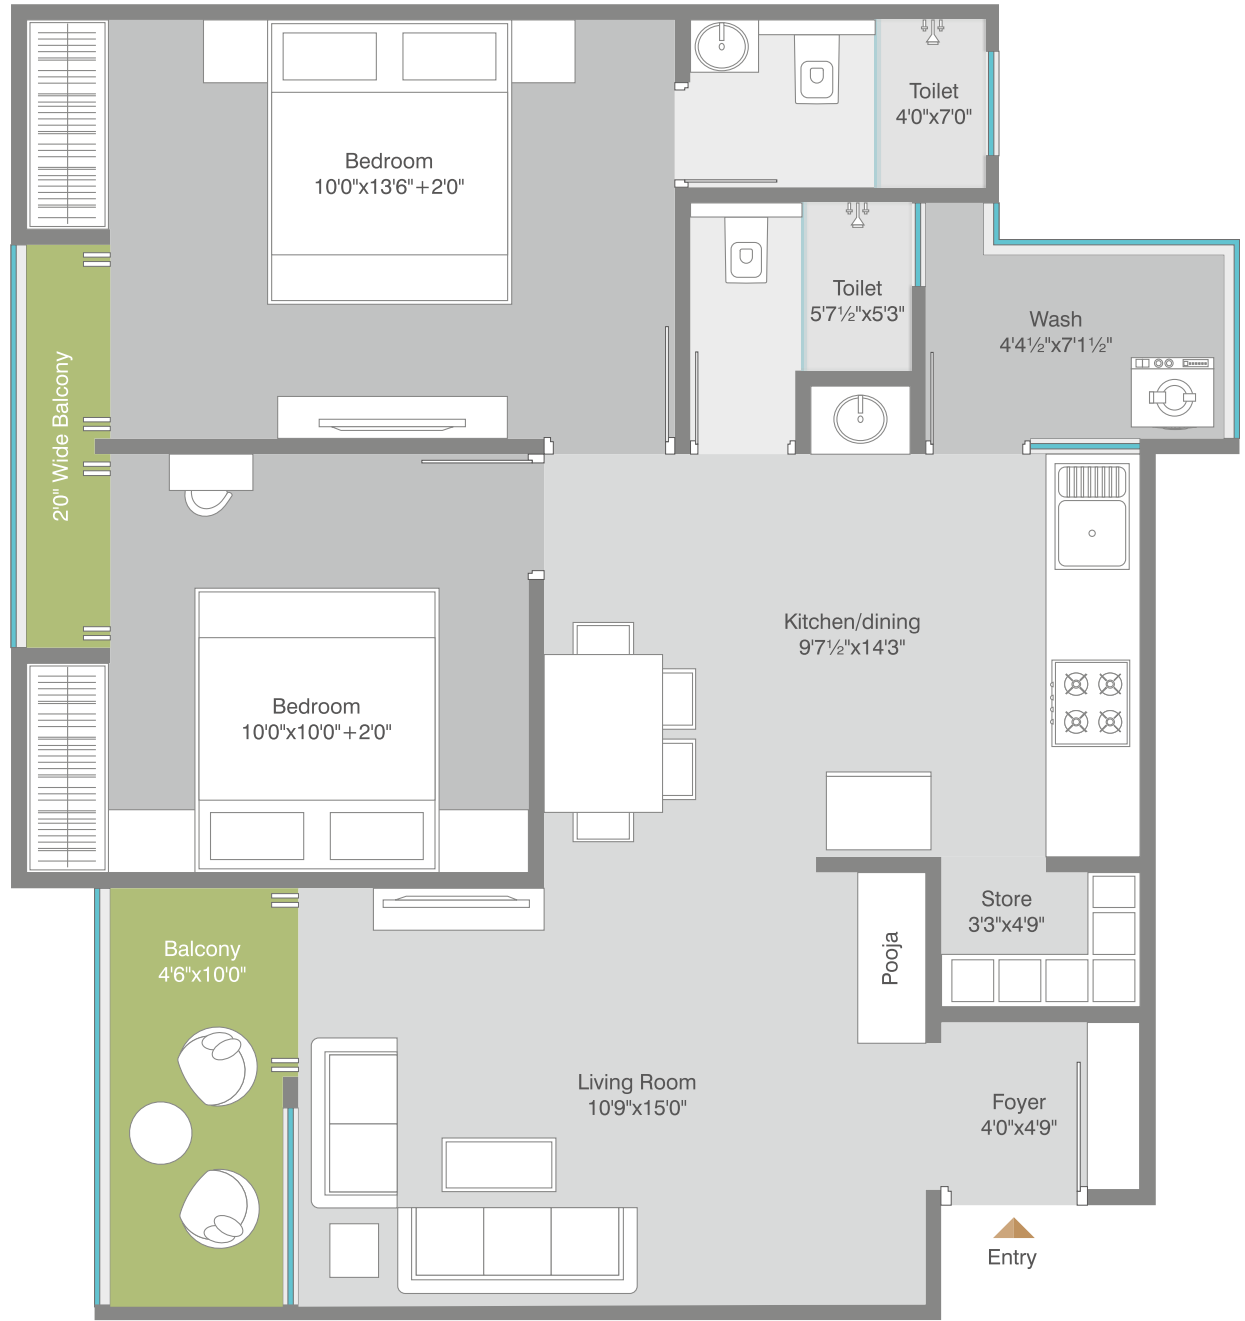 Toilet
4'0"x7'0"
Bedroom
10'0"x13'6"+2'0"
Toilet
5'7½"x5'3"
Wash
4'4½"x7'1½"
2'0" Wide Balcony
Kitchen/dining
9'7½"x14'3"
Bedroom
10'0"x10'0"+2'0"
Store
3'3"x4'9"
Pooja
Balcony
4'6"x10'0"
Living Room
10'9"x15'0"
Foyer
4'0"x4'9"
Entry